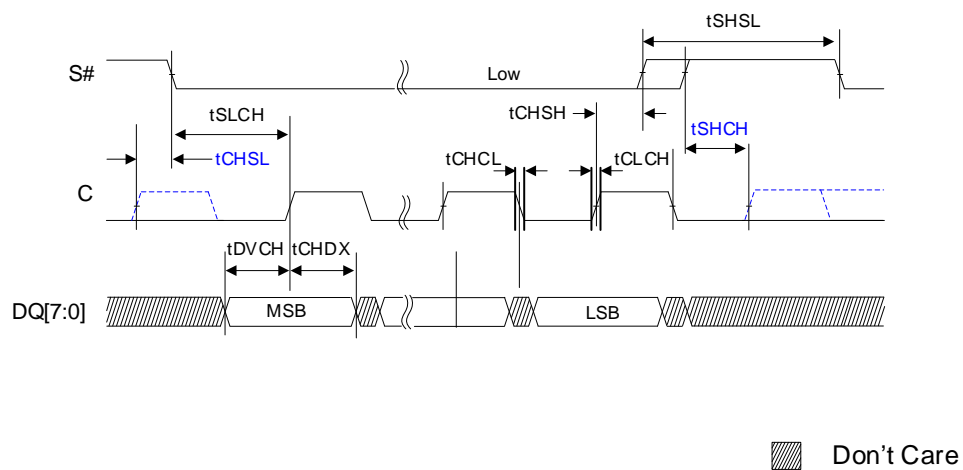 tSHSL
S#
Low
tSLCH
tCHSH
tSHCH
tCHSL
tCHCL
tCLCH
C
tDVCH
tCHDX
DQ[7:0]
MSB
LSB
Don't Care